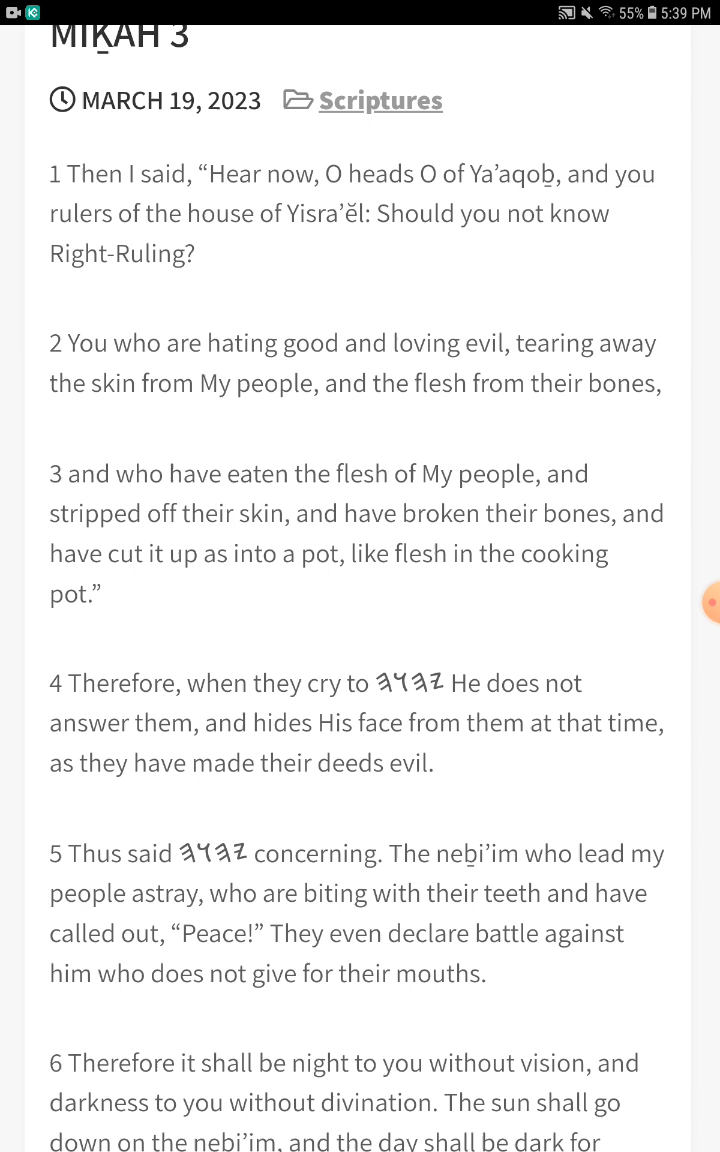 55% 5:39 PM
MIḴAH 3
MARCH 19, 2023 Scriptures
1 Then I said, “Hear now, O heads O of Ya’aqoḇ, and you
rulers of the house of Yisra’ĕl: Should you not know
Right-Ruling?
2 You who are hating good and loving evil, tearing away
the skin from My people, and the flesh from their bones,
3 and who have eaten the flesh of My people, and
stripped off their skin, and have broken their bones, and
have cut it up as into a pot, like flesh in the cooking
pot.”
4 Therefore, when they cry to 𐤄𐤅𐤄𐤉 He does not
answer them, and hides His face from them at that time,
as they have made their deeds evil.
5 Thus said 𐤄𐤅𐤄𐤉 concerning. The neḇi’im who lead my
people astray, who are biting with their teeth and have
called out, “Peace!” They even declare battle against
him who does not give for their mouths.
6 Therefore it shall be night to you without vision, and
darkness to you without divination. The sun shall go
down on the neḇi’im, and the day shall be dark for